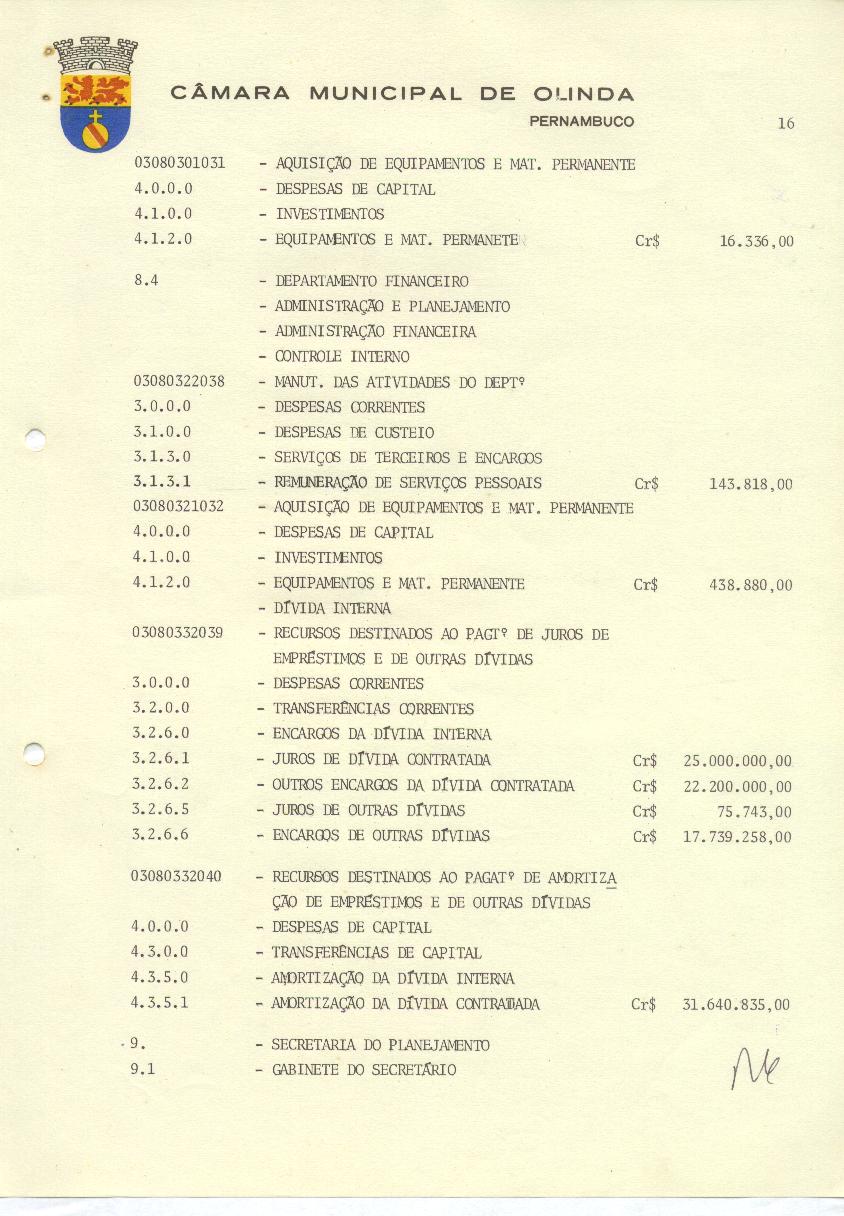 CÂMARA MUNICIPAL DE OLINDA
PERNAMBUCO
16
03080301031 - AQUISIÇÃO DE EQUIPAMENTOS E MAT. PERMANENTE
4.0.0.0 - DESPESAS DE CAPITAL
4.1.0.0 - INVESTIMENTOS
4.1.2.0 - EQUIPAMENTOS E MAT. PERMANETE Cr$ 16.336,00
8.4 - DEPARTAMENTO FINANCEIRO
- ADMINISTRAÇÃO E PLANEJAMENTO
- ADMINISTRAÇÃO FINANCEIRA
- CONTROLE INTERNO
03080322038 - MANUT. DAS ATIVIDADES DO DEPTº
3.0.0.0 - DESPESAS CORRENTES
3.1.0.0 - DESPESAS DE CUSTEIO
3.1.3.0 - SERVIÇOS DE TERCEIROS E ENCARGOS
3.1.3.1 - REMUNERAÇÃO DE SERVIÇOS PESSOAIS Cr$ 143.818,00
03080321032 - AQUISIÇÃO DE EQUIPAMENTOS E MAT. PERMANENTE
4.0.0.0 - DESPESAS DE CAPITAL
4.1.0.0 - INVESTIMENTOS
4.1.2.0 - EQUIPAMENTOS E MAT. PERMANENTE Cr$ 438.880,00
- DÍVIDA INTERNA
03080332039 - RECURSOS DESTINADOS AO PAGTº DE JUROS DE
EMPRÉSTIMOS E DE OUTRAS DÍVIDAS
3.0.0.0 - DESPESAS CORRENTES
3.2.0.0 - TRANSFERÊNCIAS CORRENTES
3.2.6.0 - ENCARGOS DA DÍVIDA INTERNA
3.2.6.1 - JUROS DE DÍVIDA CONTRATADA Cr$ 25.000.000,00
3.2.6.2 - OUTROS ENCARGOS DA DÍVIDA CONTRATADA Cr$ 22.200.000,00
3.2.6.5 - JUROS DE OUTRAS DÍVIDAS Cr$ 75.743,00
3.2.6.6 - ENCARGOS DE OUTRAS DÍVIDAS Cr$ 17.739.258,00
03080332040 - RECURSOS DESTINADOS AO PAGATº DE AMORTIZA
ÇÃO DE EMPRÉSTIMOS E DE OUTRAS DÍVIDAS
4.0.0.0 - DESPESAS DE CAPITAL
4.3.0.0 - TRANSFERÊNCIAS DE CAPITAL
4.3.5.0 - AMORTIZAÇÃO DA DÍVIDA INTERNA
4.3.5.1 - AMORTIZAÇÃO DA DÍVIDA CONTRATADA Cr$ 31.640.835,00
9. - SECRETARIA DO PLANEJAMENTO
9.1 - GABINETE DO SECRETÁRIO